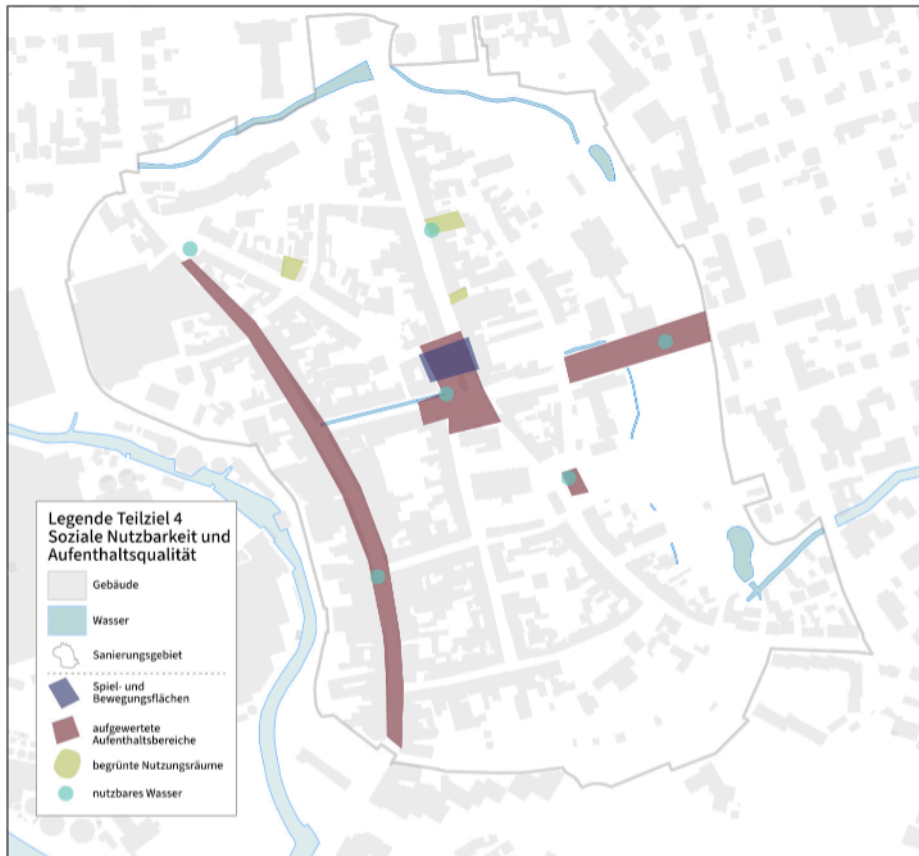 Legende Teilziel 4
Soziale Nutzbarkeit und
Aufenthaltsqualität
Gebäude
Wasser
Sanierungsgebiet
Spiel- und
Bewegungsflächen
aufgewertete
Aufenthaltsbereiche
begrünte Nutzungsräume
nutzbares Wasser